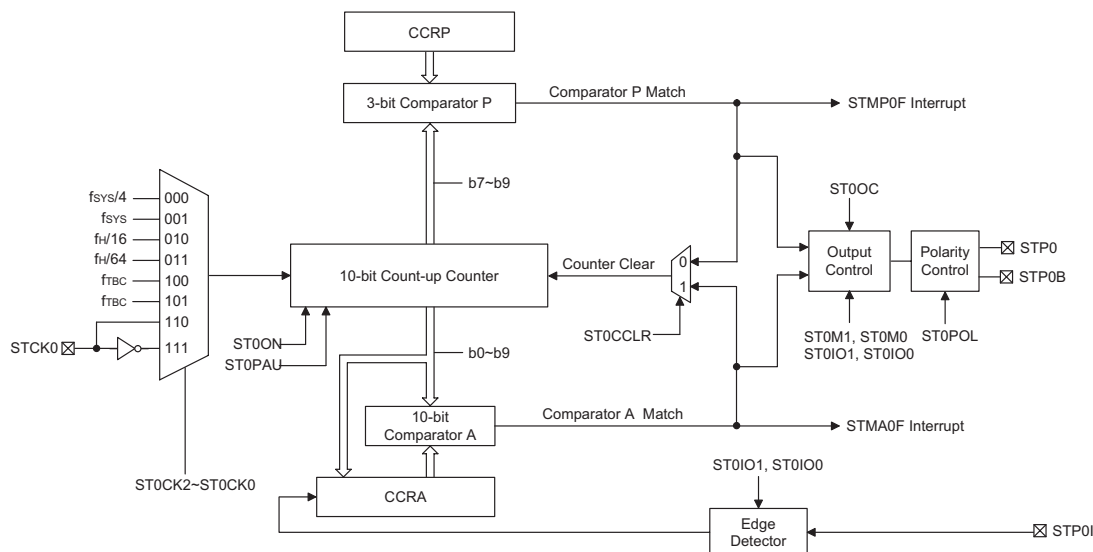 CCRP
3-bit Comparator P
Comparator P Match
STMP0F Interrupt
b7~b9
fSYS/4
000
fSYS
001
fH/16
010
fH/64
011
fTBC
100
fTBC
101
110
STCK0
111
10-bit Count-up Counter
Counter Clear
0
1
ST0OC
Output
Control
Polarity
Control
STP0
STP0B
ST0ON
ST0PAU
b0~b9
ST0CCLR
ST0M1, ST0M0
ST0IO1, ST0IO0
ST0POL
10-bit
Comparator A
Comparator A Match
STMA0F Interrupt
ST0CK2~ST0CK0
CCRA
ST0IO1, ST0IO0
Edge
Detector
STP0I